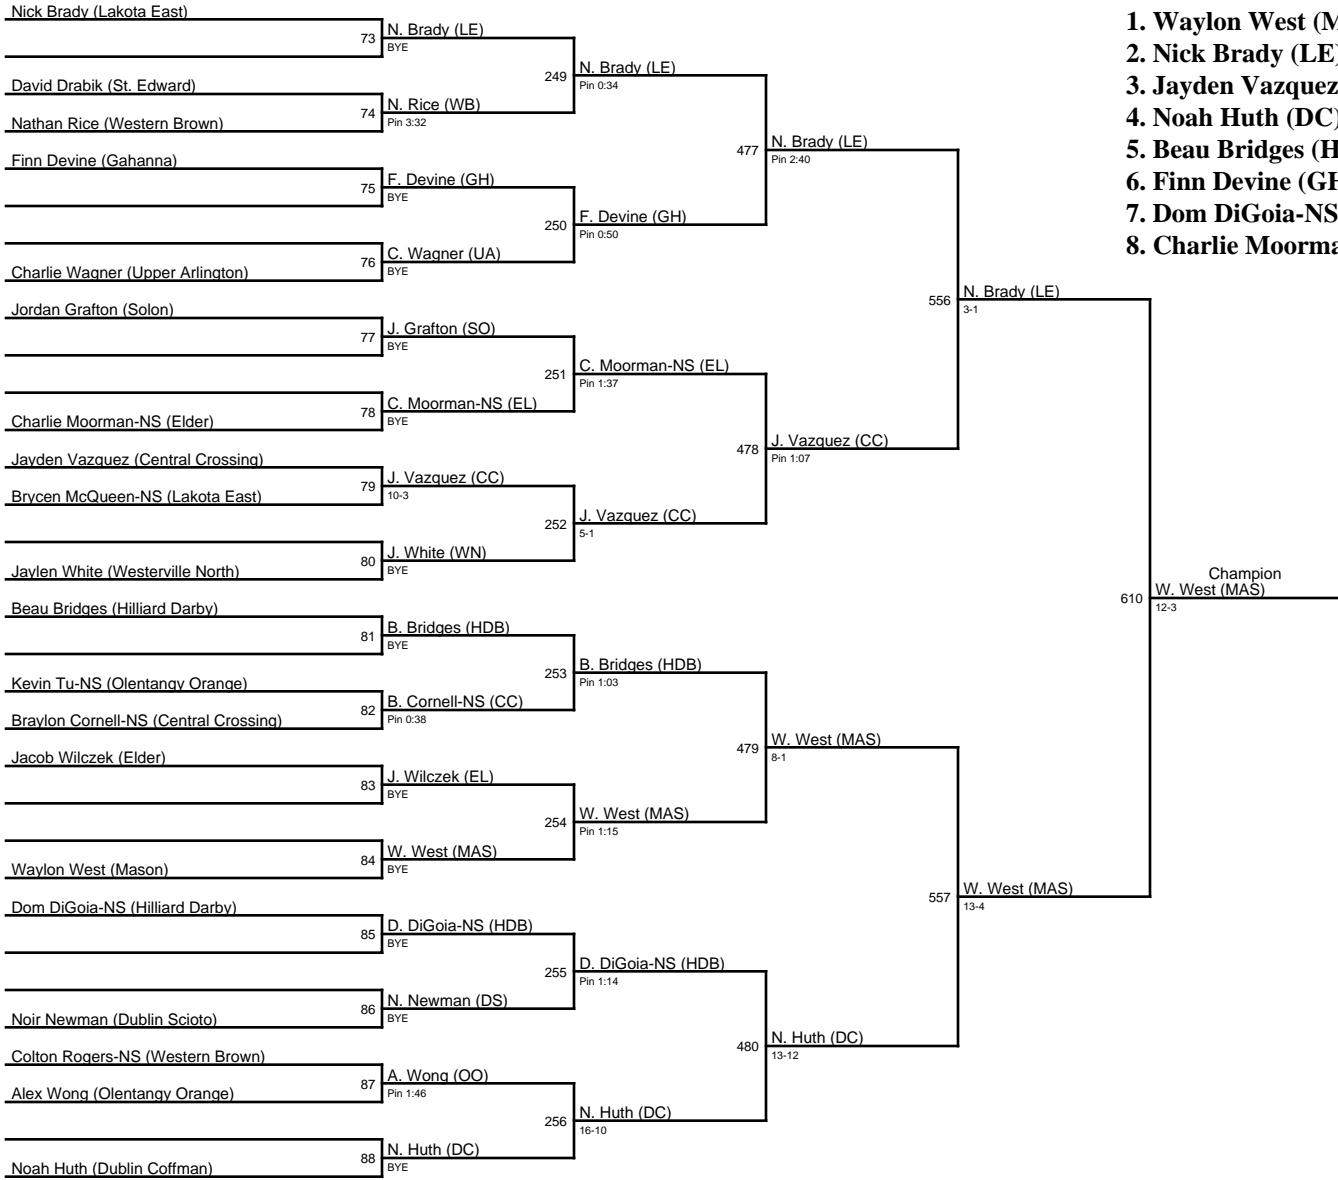 Nick Brady (Lakota East)
73
N. Brady (LE)
BYE
David Drabik (St. Edward)
Nathan Rice (Western Brown)
74
N. Rice (WB)
Pin 3:32
249
N. Brady (LE)
Pin 0:34
Finn Devine (Gahanna)
75
F. Devine (GH)
BYE
Charlie Wagner (Upper Arlington)
76
C. Wagner (UA)
BYE
250
F. Devine (GH)
Pin 0:50
477
N. Brady (LE)
Pin 2:40
Jordan Grafton (Solon)
77
J. Grafton (SO)
BYE
Charlie Moorman-NS (Elder)
78
C. Moorman-NS (EL)
BYE
251
C. Moorman-NS (EL)
Pin 1:37
Jayden Vazquez (Central Crossing)
Brycen McQueen-NS (Lakota East)
79
J. Vazquez (CC)
10-3
Jaylen White (Westerville North)
80
J. White (WN)
BYE
252
J. Vazquez (CC)
5-1
478
J. Vazquez (CC)
Pin 1:07
556
N. Brady (LE)
3-1
Beau Bridges (Hilliard Darby)
81
B. Bridges (HDB)
BYE
Kevin Tu-NS (Olentangy Orange)
Braylon Cornell-NS (Central Crossing)
82
B. Cornell-NS (CC)
Pin 0:38
253
B. Bridges (HDB)
Pin 1:03
Jacob Wilczek (Elder)
83
J. Wilczek (EL)
BYE
Waylon West (Mason)
84
W. West (MAS)
BYE
254
W. West (MAS)
Pin 1:15
479
W. West (MAS)
8-1
Dom DiGoia-NS (Hilliard Darby)
85
D. DiGoia-NS (HDB)
BYE
Noir Newman (Dublin Scioto)
86
N. Newman (DS)
BYE
255
D. DiGoia-NS (HDB)
Pin 1:14
Colton Rogers-NS (Western Brown)
Alex Wong (Olentangy Orange)
87
A. Wong (OO)
Pin 1:46
Noah Huth (Dublin Coffman)
88
N. Huth (DC)
BYE
256
N. Huth (DC)
16-10
480
N. Huth (DC)
13-12
557
W. West (MAS)
13-4
610
Champion
W. West (MAS)
12-3
1. Waylon West (M
2. Nick Brady (LE)
3. Jayden Vazquez
4. Noah Huth (DC)
5. Beau Bridges (H
6. Finn Devine (GH
7. Dom DiGoia-NS
8. Charlie Moorma